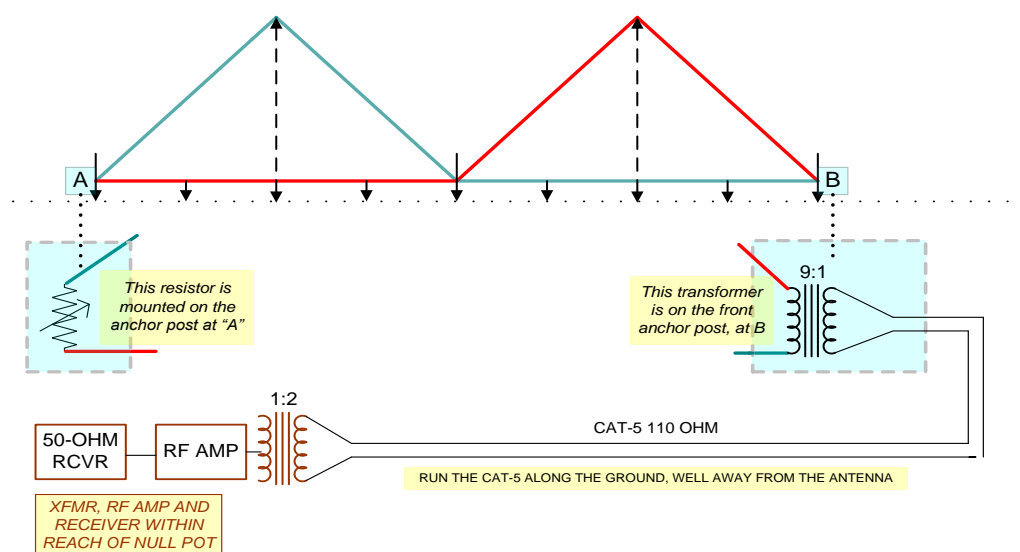 A
B
This resistor is
mounted on the
anchor post at “A”
This transformer
is on the front
anchor post, at B
9:1
1:2
50-OHM
RCVR
RF AMP
CAT-5 110 OHM
RUN THE CAT-5 ALONG THE GROUND, WELL AWAY FROM THE ANTENNA
XFMR, RF AMP AND
RECEIVER WITHIN
REACH OF NULL POT